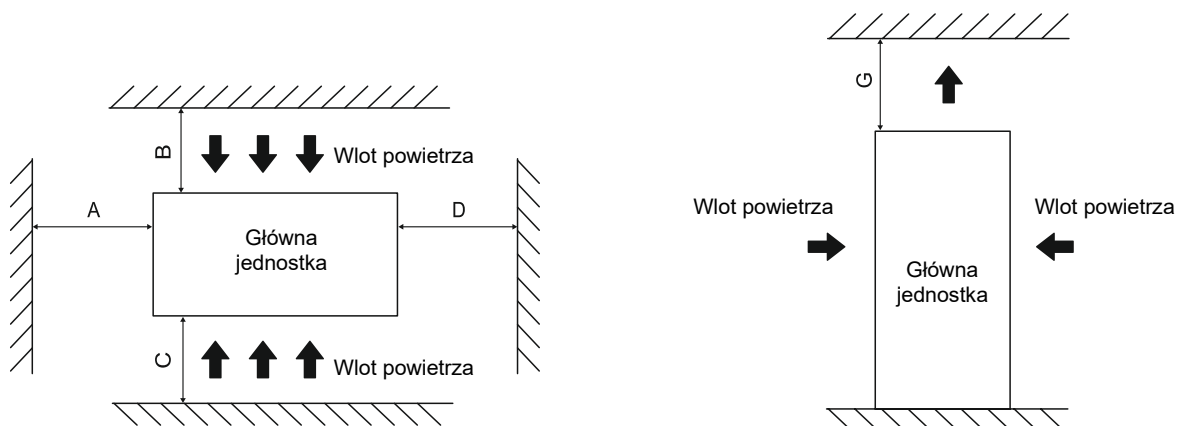 B
Wlot powietrza
A
D
Główna
jednostka
C
Wlot powietrza
G
Wlot powietrza
Wlot powietrza
Główna
jednostka